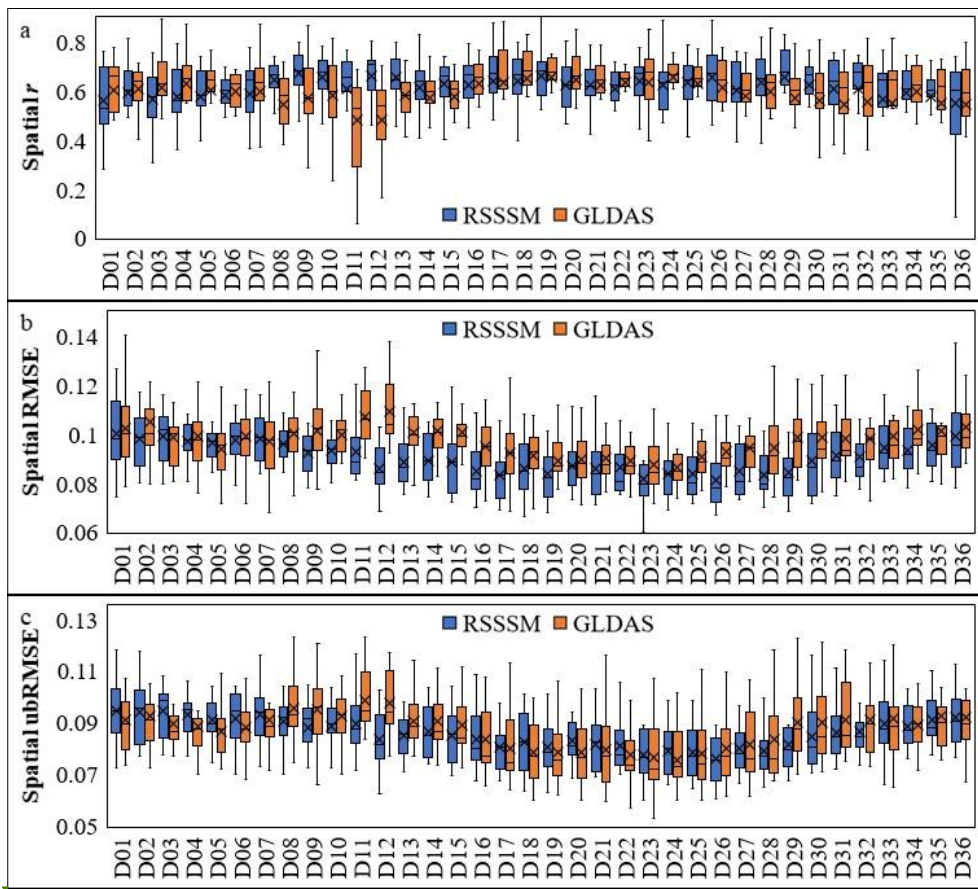 a
Spatial r
0.8
0.6
0.4
0.2
0
RSSSM GLDAS
D01 D02 D03 D04 D05 D06 D07 D08 D09 D10 D11 D12 D13 D14 D15 D16 D17 D18 D19 D20 D21 D22 D23 D24 D25 D26 D27 D28 D29 D30 D31 D32 D33 D34 D35 D36
b
Spatial RMSE
RSSSM GLDAS
0.14
0.12
0.1
0.08
0.06
D01 D02 D03 D04 D05 D06 D07 D08 D09 D10 D11 D12 D13 D14 D15 D16 D17 D18 D19 D20 D21 D22 D23 D24 D25 D26 D27 D28 D29 D30 D31 D32 D33 D34 D35 D36
c
Spatial ubRMSE
RSSSM GLDAS
0.13
0.11
0.09
0.07
0.05
D01 D02 D03 D04 D05 D06 D07 D08 D09 D10 D11 D12 D13 D14 D15 D16 D17 D18 D19 D20 D21 D22 D23 D24 D25 D26 D27 D28 D29 D30 D31 D32 D33 D34 D35 D36